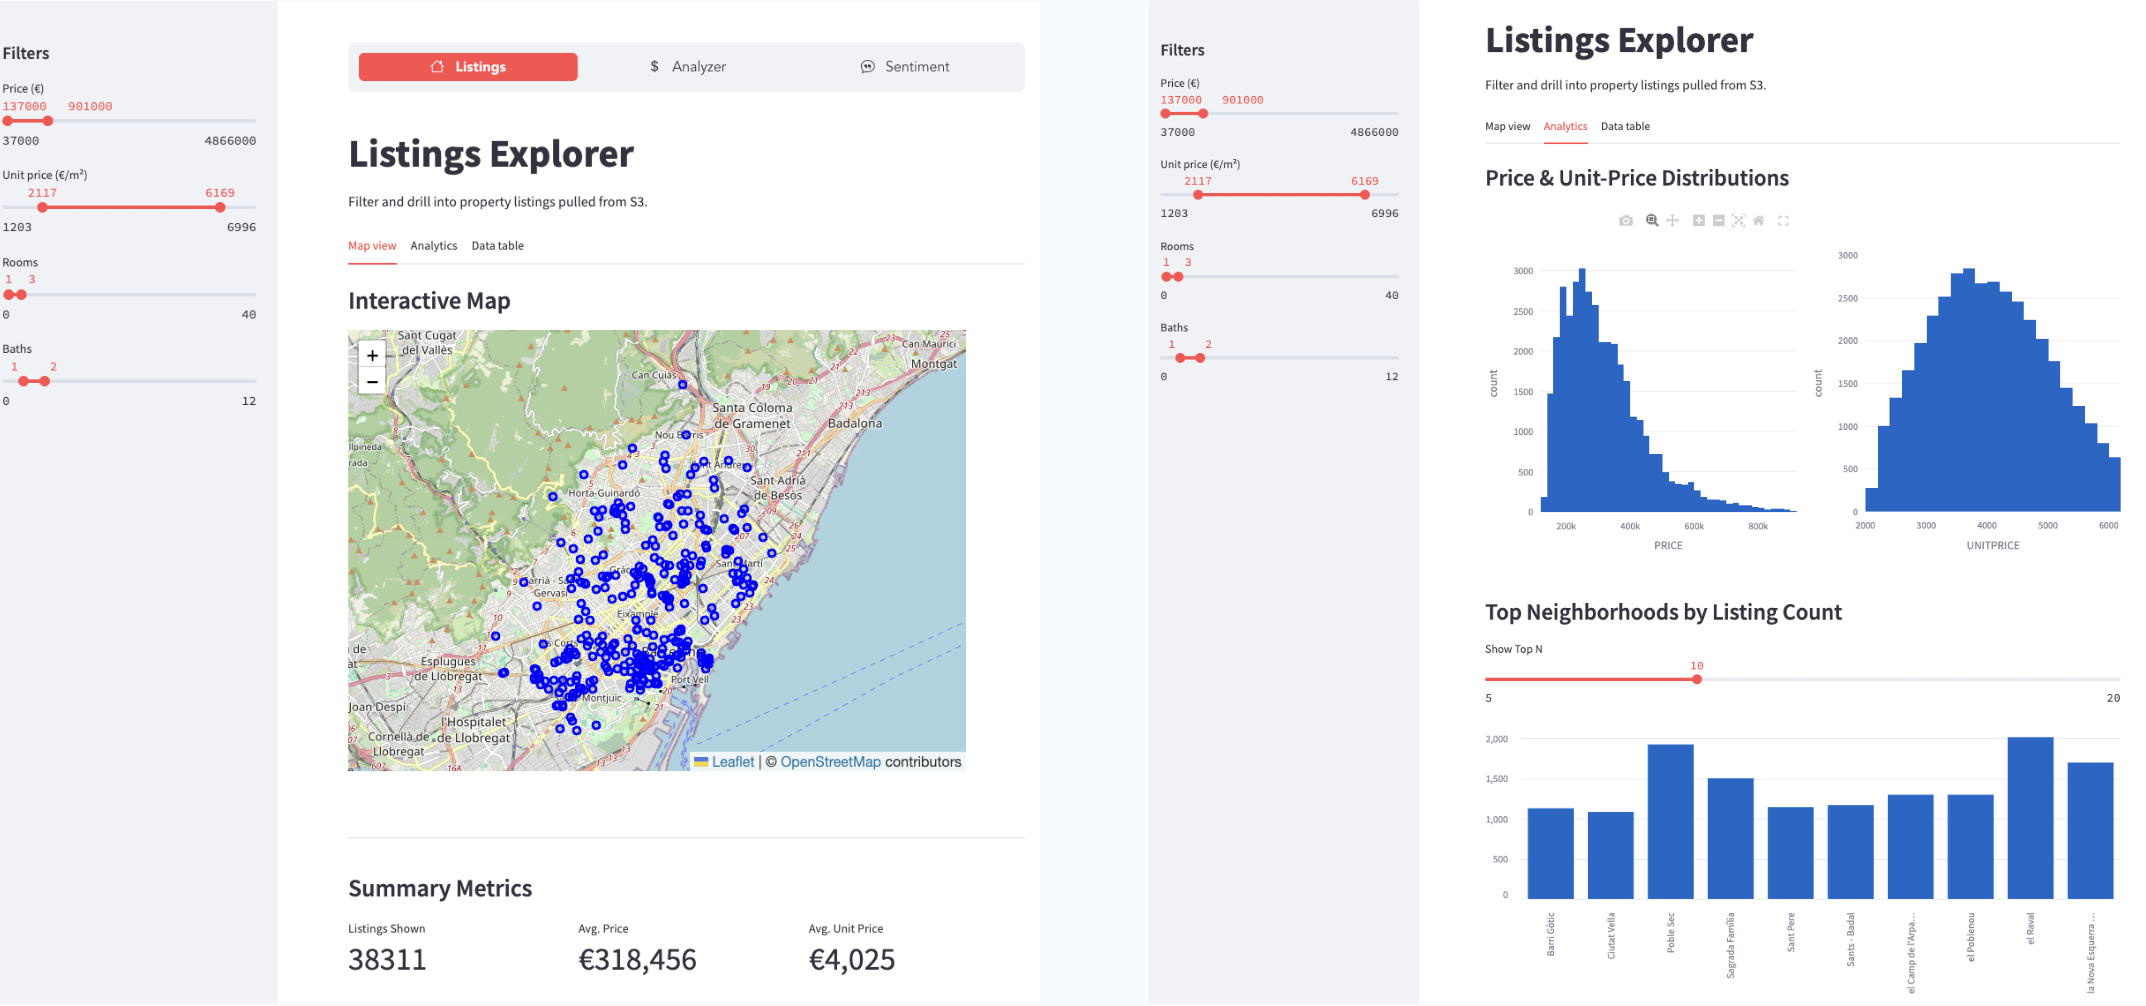 Filters
Price (€)
137000 901000
37000 4866000
Unit price (€/m²)
2117 6169
1203 6996
Rooms
1 3
0 40
Baths
1 2
0 12
Listings
$ Analyzer
Sentiment
Listings Explorer
Filter and drill into property listings pulled from S3.
Map view Analytics Data table
Interactive Map
+
−
Sant Cugat
del Vallès
Can Cuiàs
Can Maurici
Montgat
Santa Coloma
de Gramenet
Badalona
Sant Adrià
de Besòs
Horta-Guinardó
Gervasi
Eixample
Esplugues
de Llobregat
Port Vell
Montjuïc
Joan Despí
l'Hospitalet
de Llobregat
Cornellà de
Llobregat
Leaflet | © OpenStreetMap contributors
Summary Metrics
Listings Shown
38311
Avg. Price
€318,456
Avg. Unit Price
€4,025
Filters
Price (€)
137000 901000
37000 4866000
Unit price (€/m²)
2117 6169
1203 6996
Rooms
1 3
0 40
Baths
1 2
0 12
Listings Explorer
Filter and drill into property listings pulled from S3.
Map view Analytics Data table
Price & Unit-Price Distributions
3000
2500
2000
1500
1000
500
0
count
200k 400k 600k 800k
PRICE
3000
2500
2000
1500
1000
500
0
count
2000 3000 4000 5000 6000
UNITPRICE
Top Neighborhoods by Listing Count
Show Top N
10
5 20
2,000
1,500
1,000
500
0
Barri Gòtic
Ciutat Vella
Poble Sec
Sagrada Família
Sant Pere
Sants - Badal
el Camp de l'Arpa…
el Poblenou
el Raval
la Nova Esquerra …